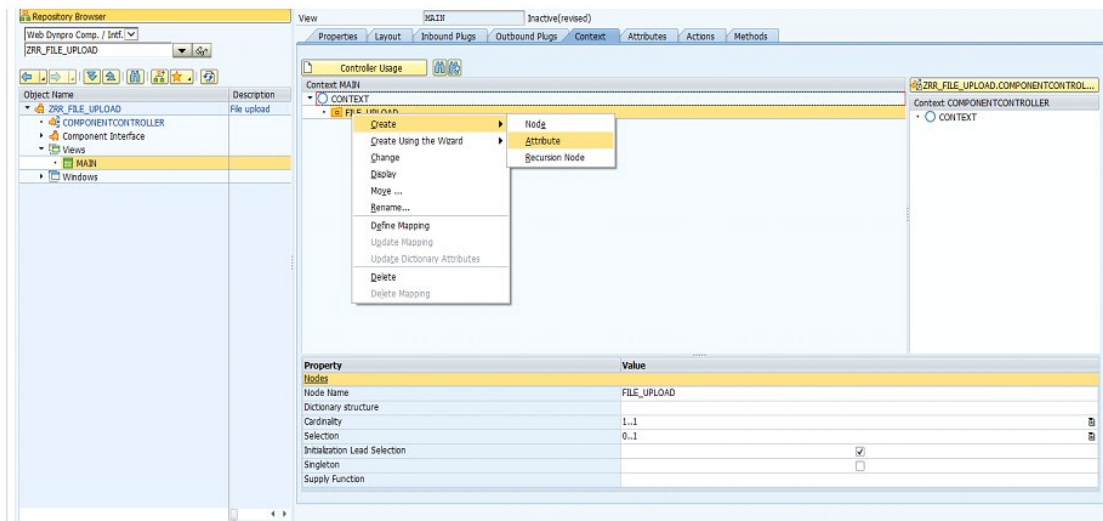 Repository Browser
Web Dynpro Comp. / Intf.
ZRR_FILE_UPLOAD
Object Name Description
ZRR_FILE_UPLOAD File upload
COMPONENTCONTROLLER
Component Interface
Views
MAIN
Windows
View MAIN Inactive(revised)
Properties Layout Inbound Plugs Outbound Plugs Context Attributes Actions Methods
Controller Usage
Context MAIN
CONTEXT
FILE_UPLOAD
Create
Create Using the Wizard
Change
Display
Move ...
Rename...
Define Mapping
Update Mapping
Update Dictionary Attributes
Delete
Delete Mapping
Node
Attribute
Recursion Node
ZRR_FILE_UPLOAD.COMPONENTCONTROL...
Context COMPONENTCONTROLLER
CONTEXT
Property Value
Nodes
Node Name FILE_UPLOAD
Dictionary structure
Cardinality 1..1
Selection 0..1
Initialization Lead Selection
Singleton
Supply Function